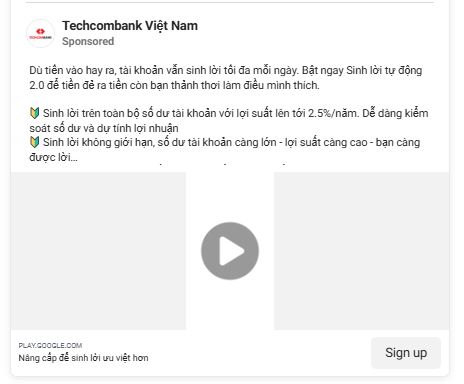 Techcombank Việt Nam
Sponsored
TECHCOMBANK
Dù tiền vào hay ra, tài khoản vẫn sinh lời tối đa mỗi ngày. Bật ngay Sinh lời tự động
2.0 để tiền đẻ ra tiền còn bạn thảnh thơi làm điều mình thích.
🔰 Sinh lời trên toàn bộ số dư tài khoản với lợi suất lên tới 2.5%/năm. Dễ dàng kiểm
soát số dư và dự tính lợi nhuận
🔰 Sinh lời không giới hạn, số dư tài khoản càng lớn - lợi suất càng cao - bạn càng
được lời...
PLAY.GOOGLE.COM
Nâng cấp để sinh lời ưu việt hơn
Sign up